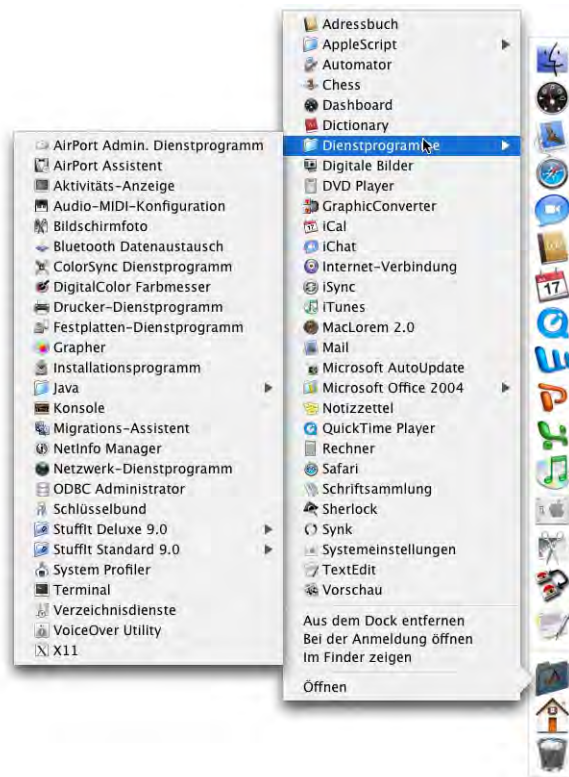 Adressbuch
AppleScript
Automator
Chess
Dashboard
Dictionary
Dienstprogramme
Digitale Bilder
DVD Player
GraphicConverter
iCal
iChat
Internet-Verbindung
iSync
iTunes
MacLorem 2.0
Mail
Microsoft AutoUpdate
Microsoft Office 2004
Notizzettel
QuickTime Player
Rechner
Safari
Schriftsammlung
Sherlock
Synk
Systemeinstellungen
TextEdit
Vorschau
Aus dem Dock entfernen
Bei der Anmeldung öffnen
Im Finder zeigen
Öffnen
AirPort Admin. Dienstprogramm
AirPort Assistent
Aktivitäts-Anzeige
Audio-MIDI-Konfiguration
Bildschirmfoto
Bluetooth Datenaustausch
ColorSync Dienstprogramm
DigitalColor Farbmesser
Drucker-Dienstprogramm
Festplatten-Dienstprogramm
Grapher
Installationsprogramm
Java
Konsole
Migrations-Assistent
NetInfo Manager
Netzwerk-Dienstprogramm
ODBC Administrator
Schlüsselbund
StuffIt Deluxe 9.0
StuffIt Standard 9.0
System Profiler
Terminal
Verzeichnisdienste
VoiceOver Utility
X11
17